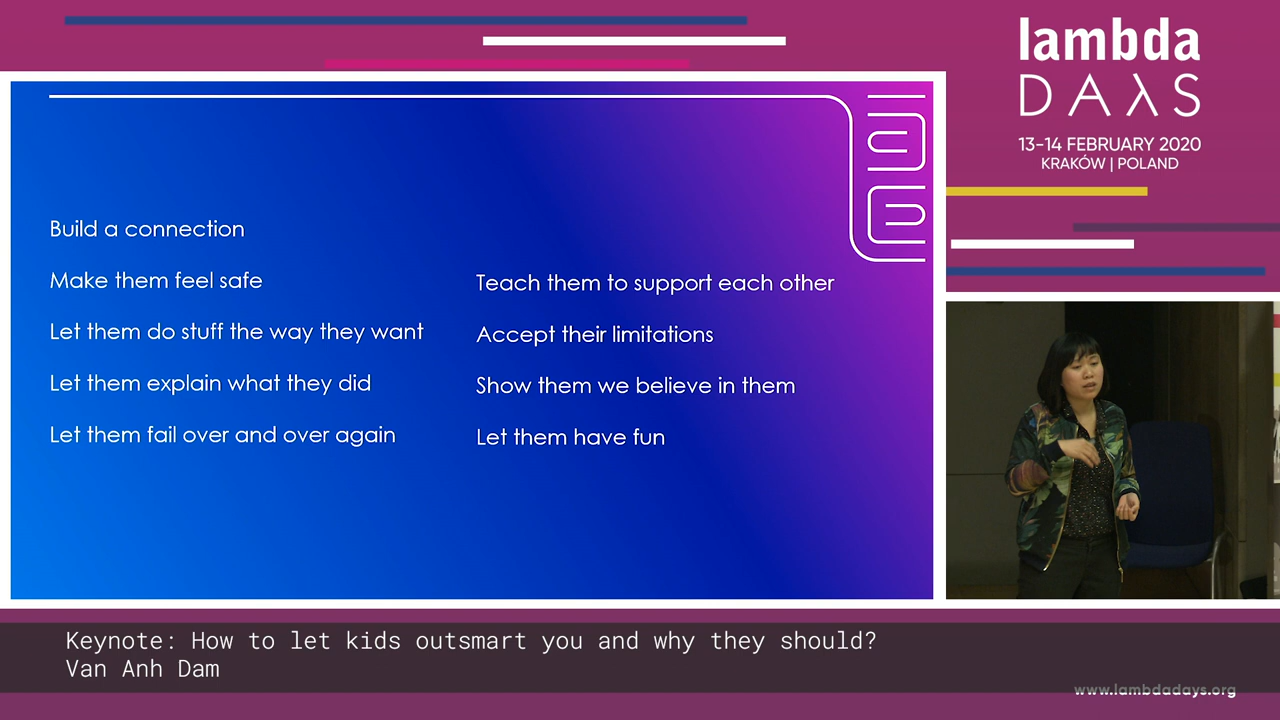 lambda
DAλS
13-14 FEBRUARY 2020
KRAKÓW | POLAND
Build a connection
Make them feel safe
Let them do stuff the way they want
Let them explain what they did
Let them fail over and over again
Teach them to support each other
Accept their limitations
Show them we believe in them
Let them have fun
Keynote: How to let kids outsmart you and why they should?
Van Anh Dam
www.lambdadays.org